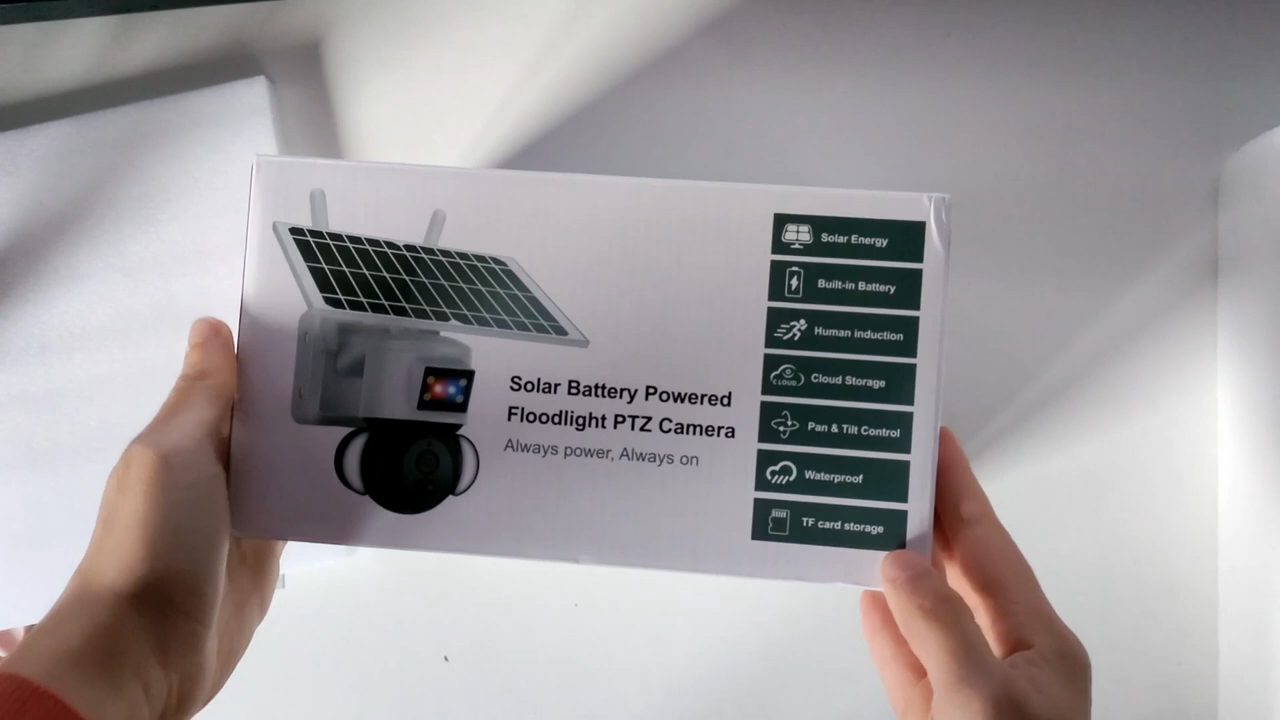 Solar Battery Powered
Floodlight PTZ Camera
Always power, Always on
Solar Energy
Built-in Battery
Human induction
CLOUD
Cloud Storage
Pan & Tilt Control
Waterproof
TF card storage